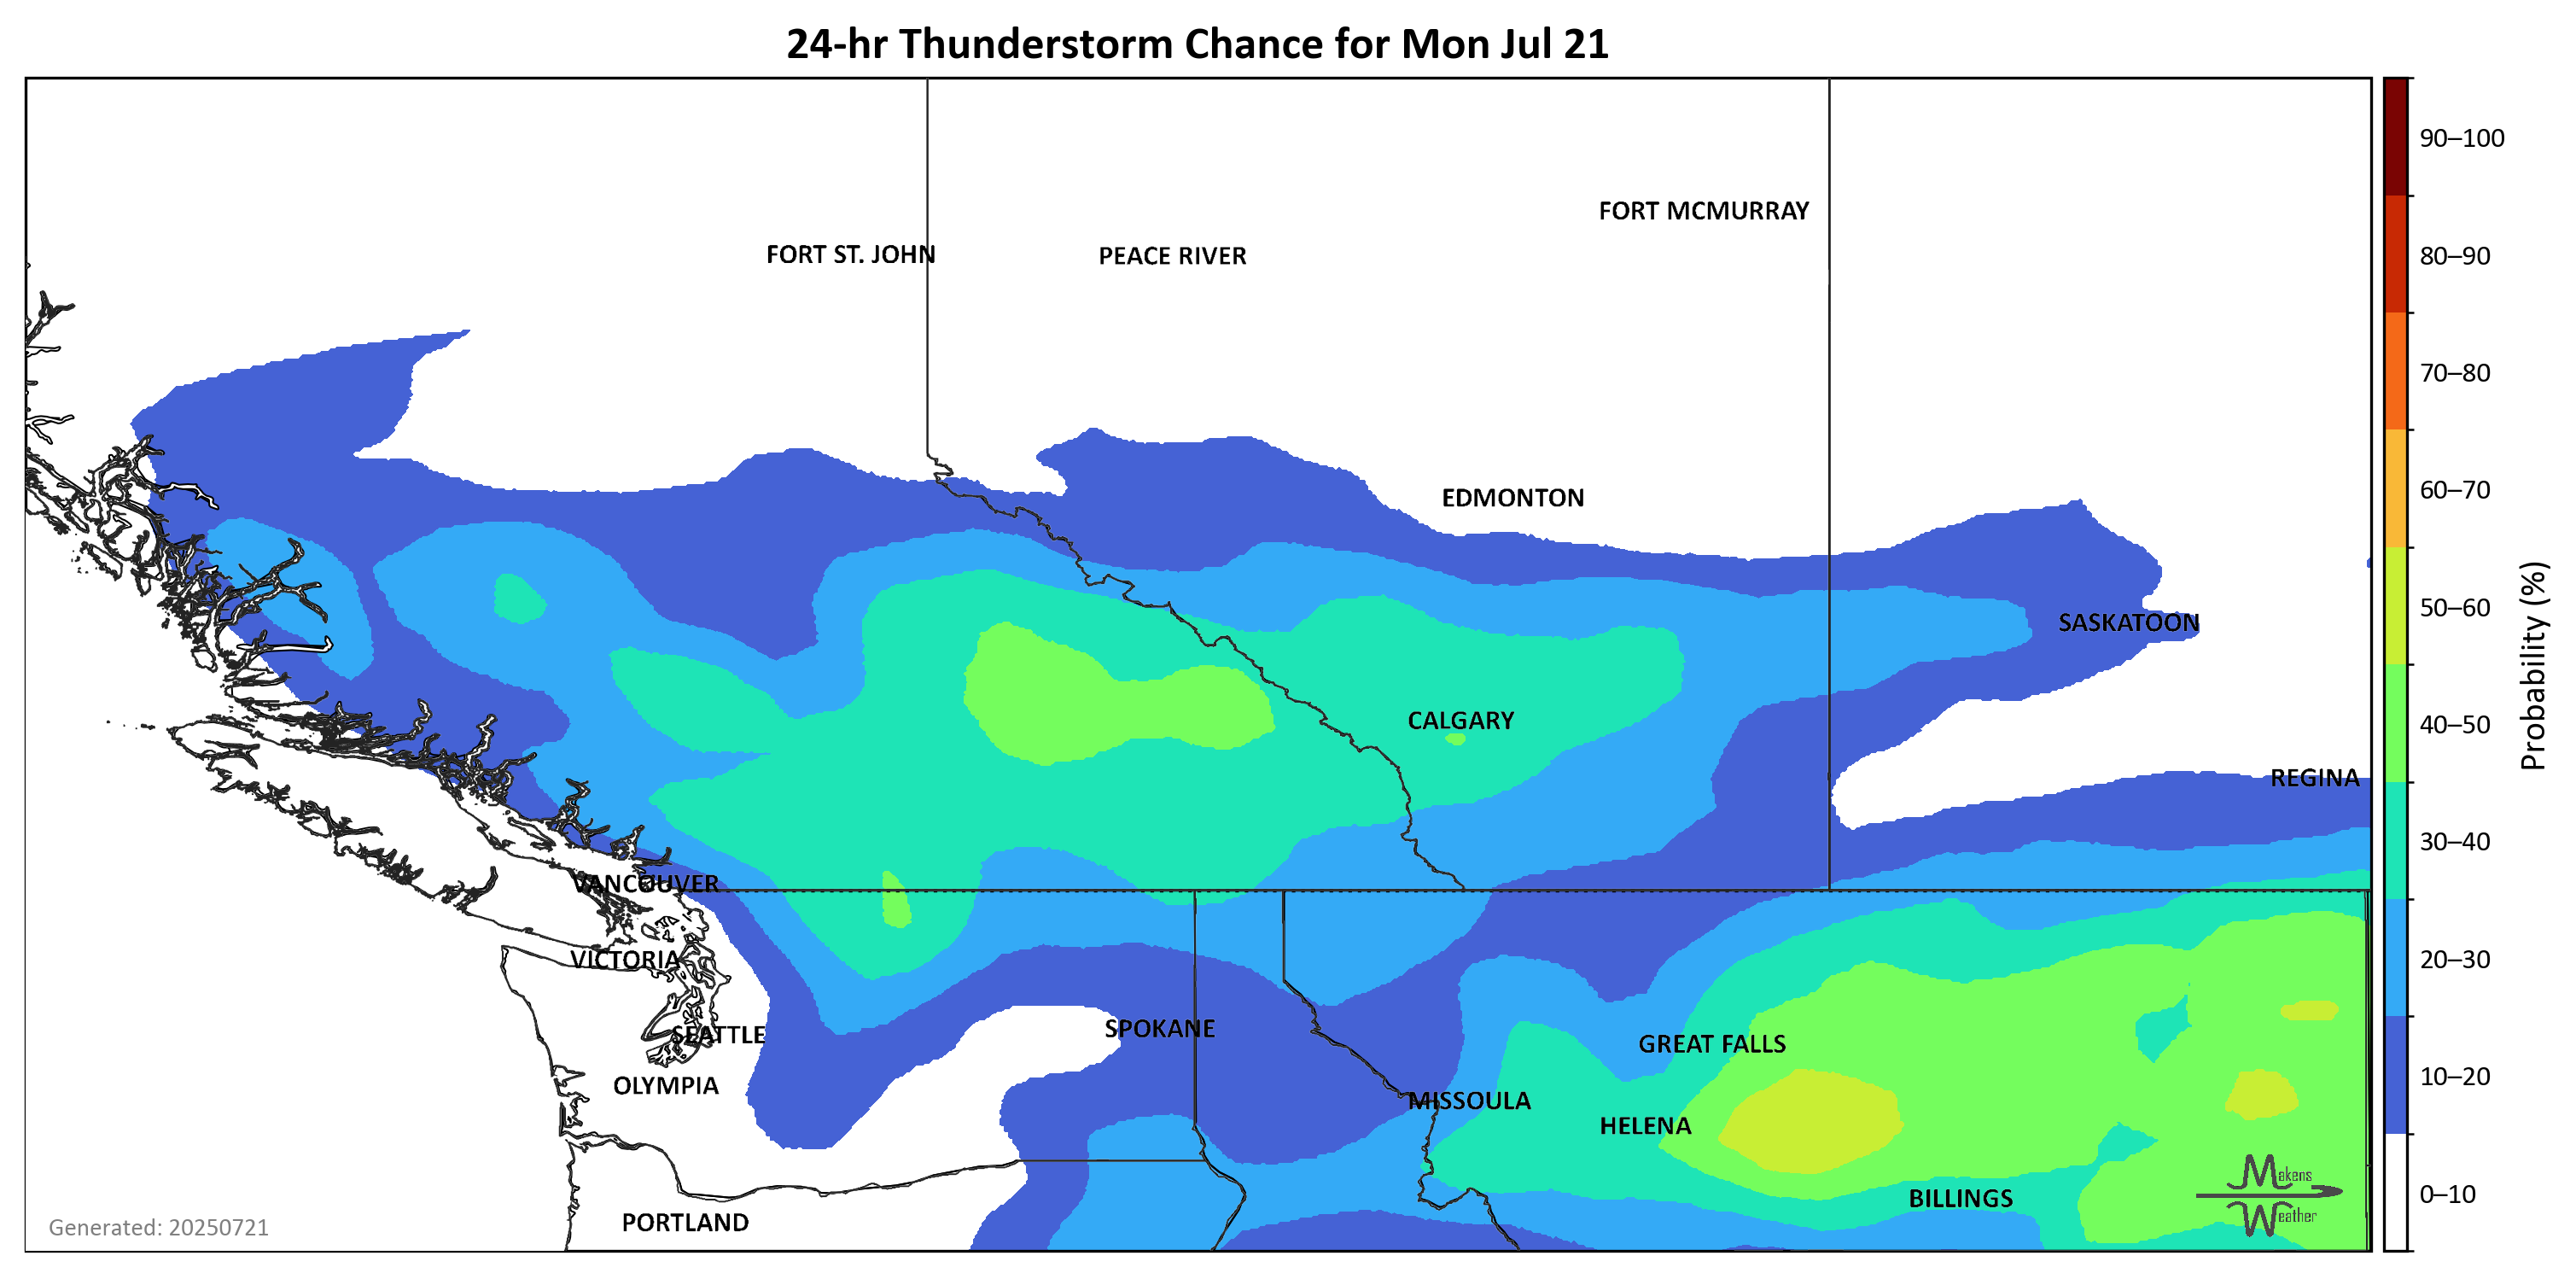 24-hr Thunderstorm Chance for Mon Jul 21
90–100
FORT MCMURRAY
FORT ST. JOHN
PEACE RIVER
80–90
70–80
EDMONTON
60–70
50–60
SASKATOON
Probability (%)
CALGARY
40–50
REGINA
30–40
VANCOUVER
VICTORIA
20–30
SEATTLE
SPOKANE
GREAT FALLS
OLYMPIA
MISSOULA
10–20
HELENA
Makens
Weather
BILLINGS
0–10
PORTLAND
Generated: 20250721